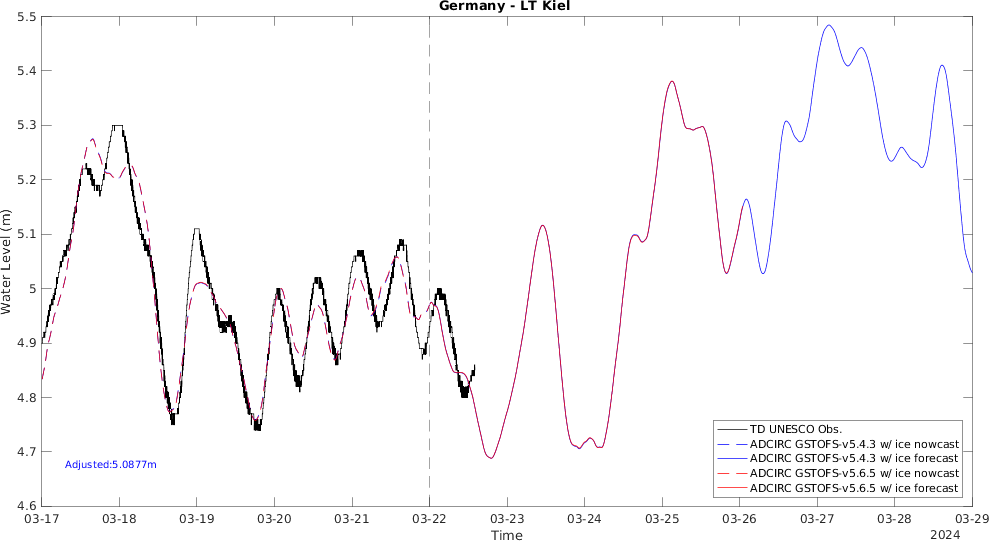 Germany - LT Kiel
5.5
5.4
5.3
5.2
5.1
5
4.9
4.8
4.7
4.6
Water Level (m)
Adjusted:5.0877m
TD UNESCO Obs.
ADCIRC GSTOFS-v5.4.3 w/ ice nowcast
ADCIRC GSTOFS-v5.4.3 w/ ice forecast
ADCIRC GSTOFS-v5.6.5 w/ ice nowcast
ADCIRC GSTOFS-v5.6.5 w/ ice forecast
03-17 03-18 03-19 03-20 03-21 03-22 03-23 03-24 03-25 03-26 03-27 03-28 03-29
Time
2024